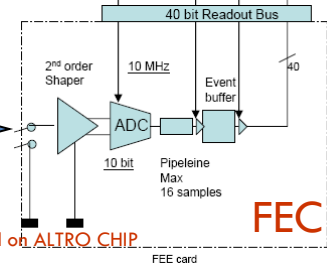 40 bit Readout Bus
2nd order
Shaper
10 MHz
Event
buffer
40
ADC
10 bit
Pipeleine
Max
16 samples
FEC
on ALTRO CHIP
FEE card